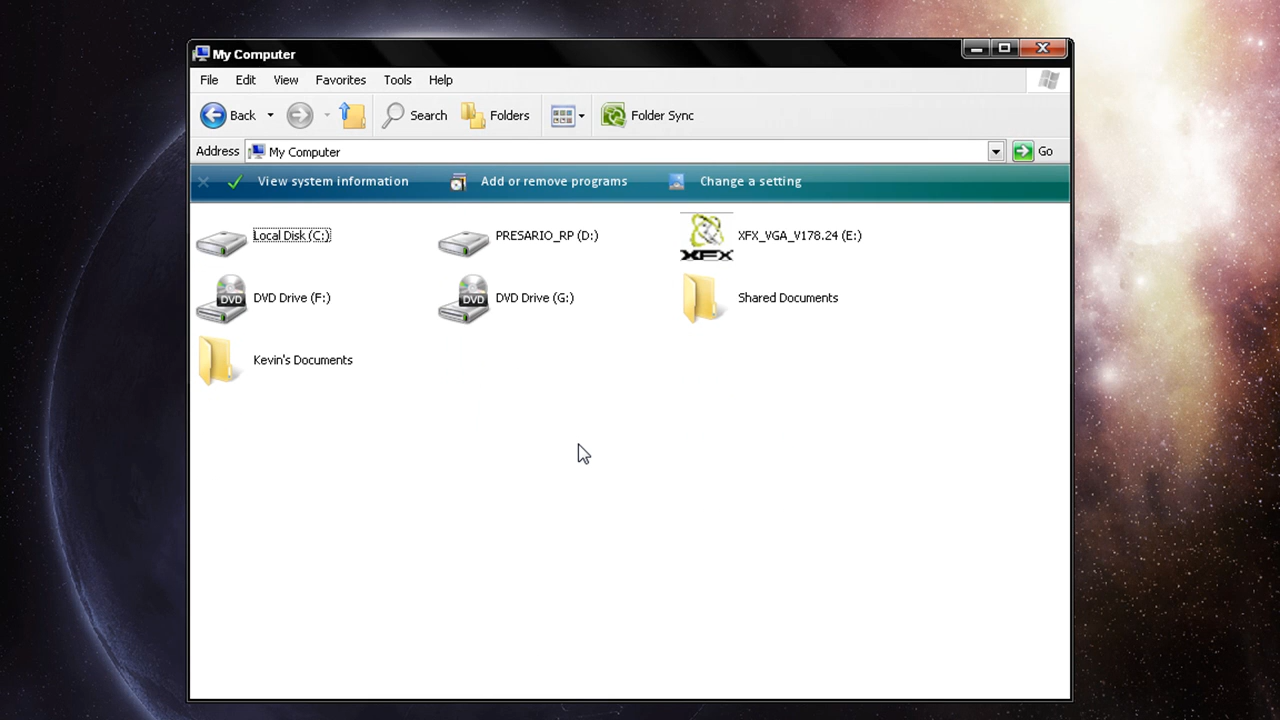 My Computer
File Edit View Favorites Tools Help
Back Search Folders Folder Sync
Address My Computer Go
View system information Add or remove programs Change a setting
Local Disk (C:) PRESARIO_RP (D:) XFX XFX_VGA_V178.24 (E:)
DVD DVD Drive (F:) DVD DVD Drive (G:) Shared Documents
Kevin's Documents